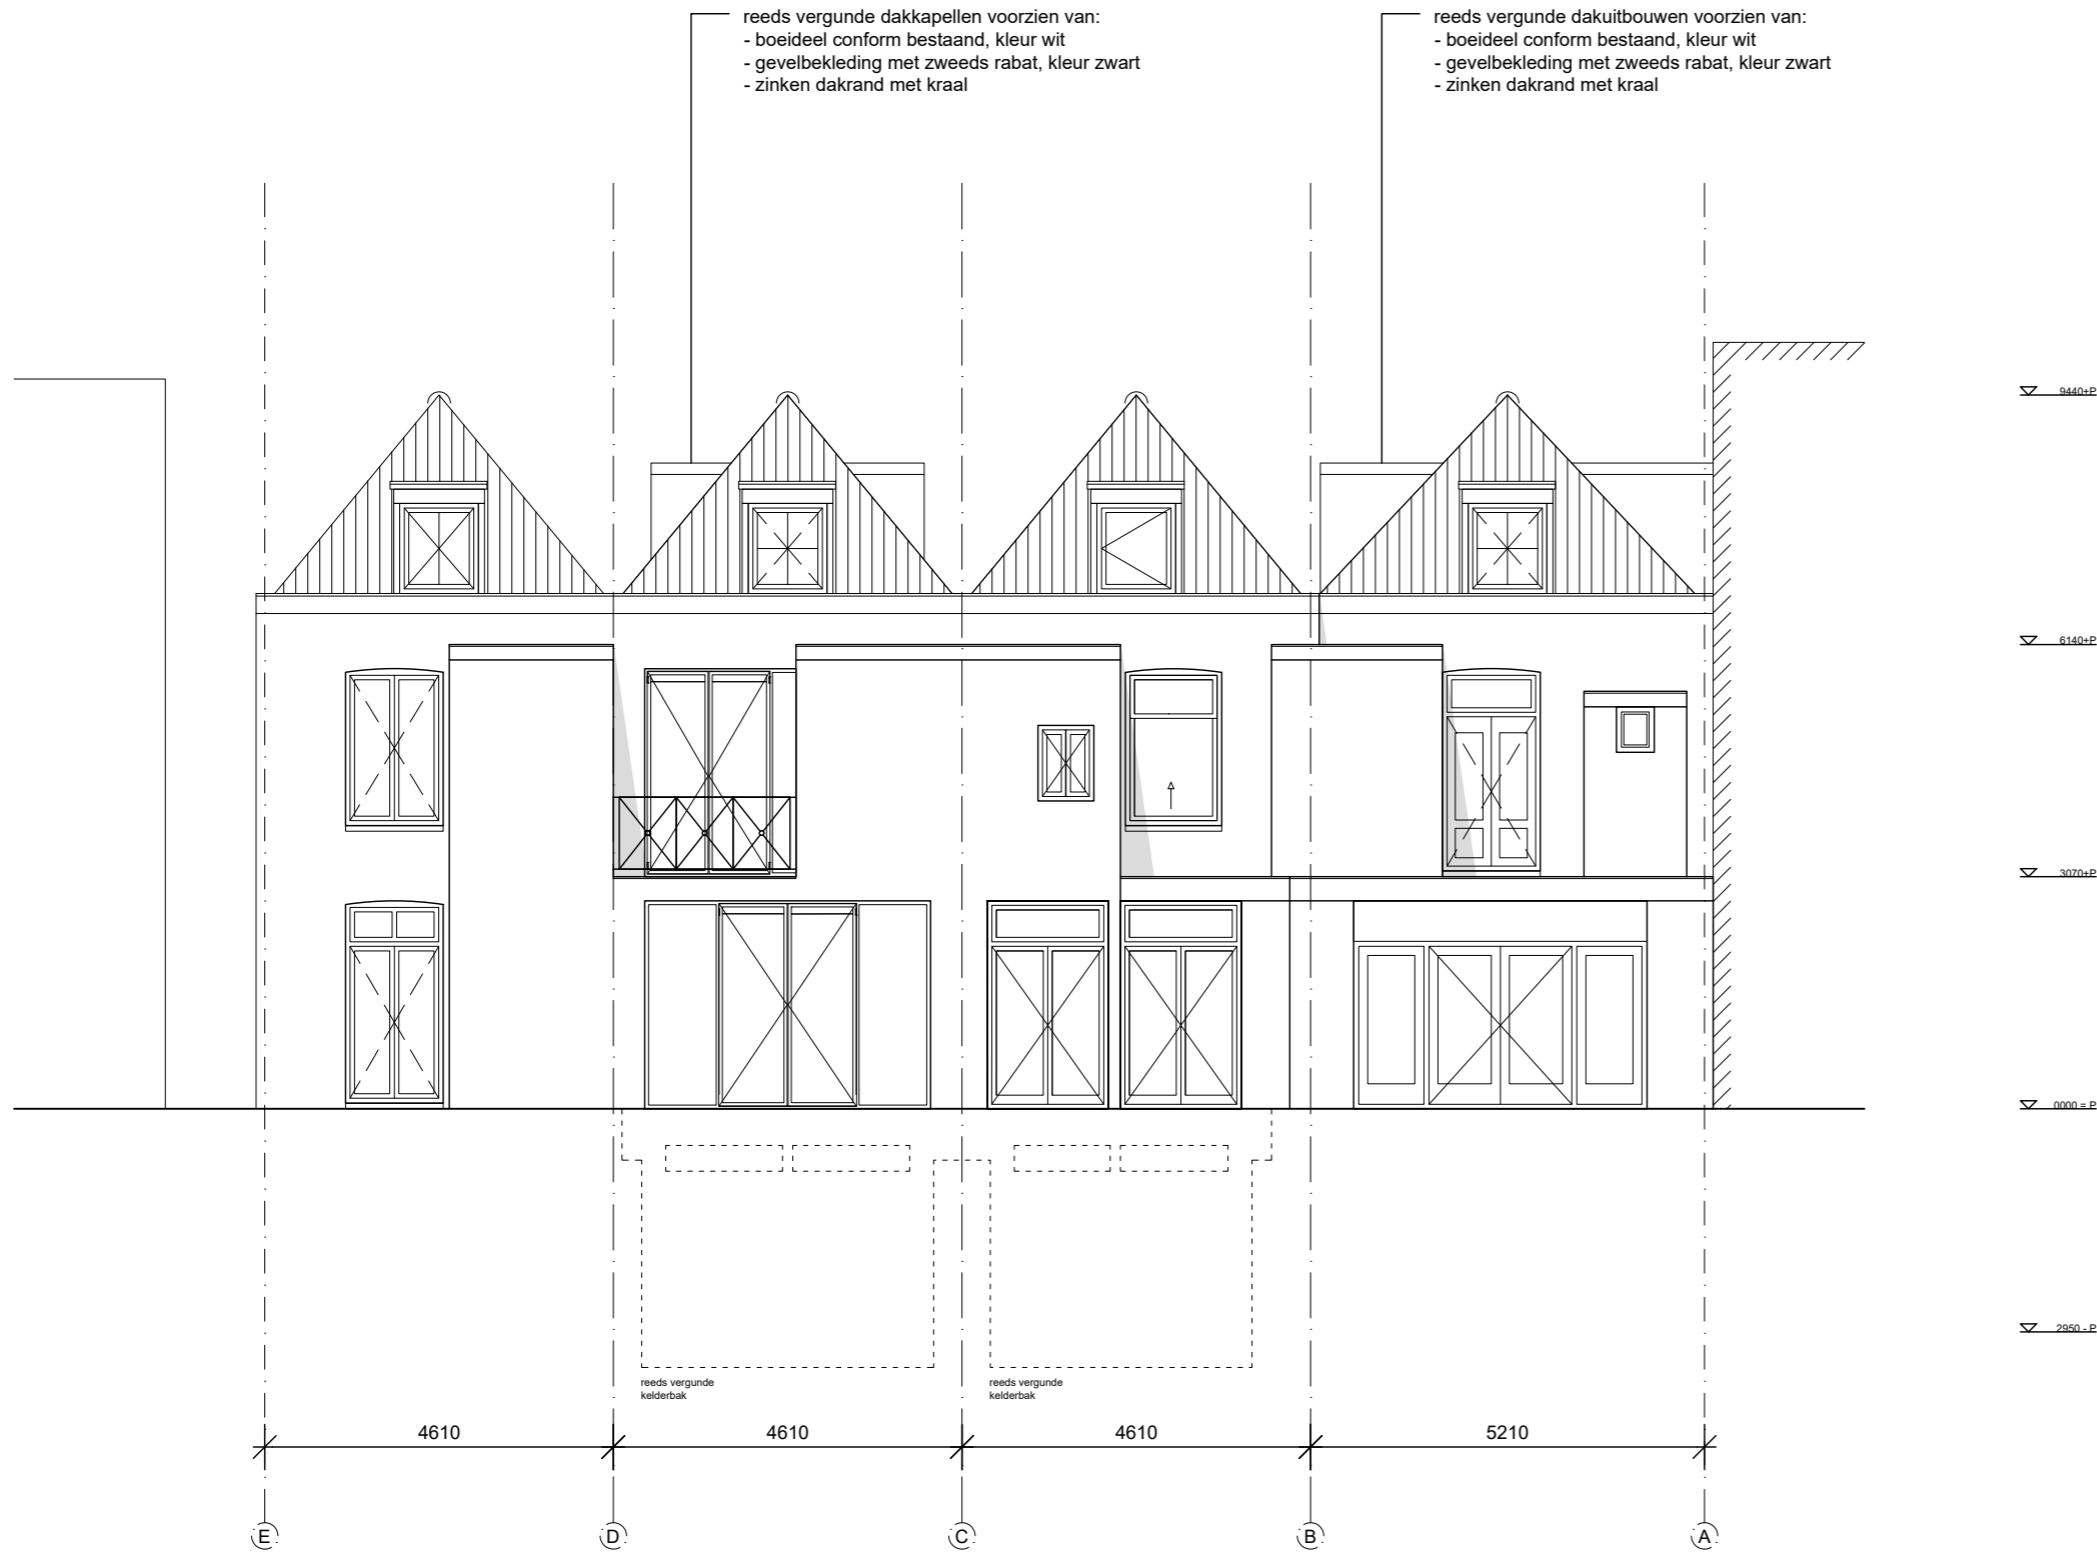 reeds vergunde dakkapellen voorzien van:
- boeideel conform bestaand, kleur wit
- gevelbekleding met zweeds rabat, kleur zwart
- zinken dakrand met kraal
reeds vergunde dakuitbouwen voorzien van:
- boeideel conform bestaand, kleur wit
- gevelbekleding met zweeds rabat, kleur zwart
- zinken dakrand met kraal
9440+P
6140+P
3070+P
0000 = P
2950 - P
reeds vergunde
kelderbak
reeds vergunde
kelderbak
4610
4610
4610
5210
E
D
C
B
A